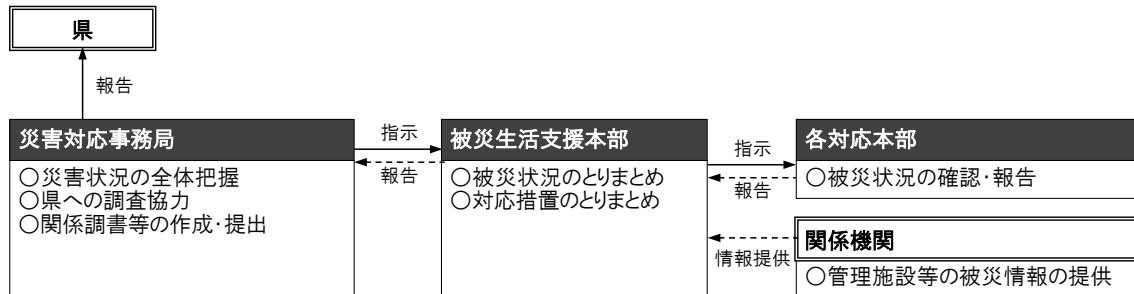 県
報告
災害対応事務局
○災害状況の全体把握
○県への調査協力
○関係調書等の作成・提出
指示
報告
被災生活支援本部
○被災状況のとりまとめ
○対応措置のとりまとめ
指示
報告
各対応本部
○被災状況の確認・報告
情報提供
関係機関
○管理施設等の被災情報の提供